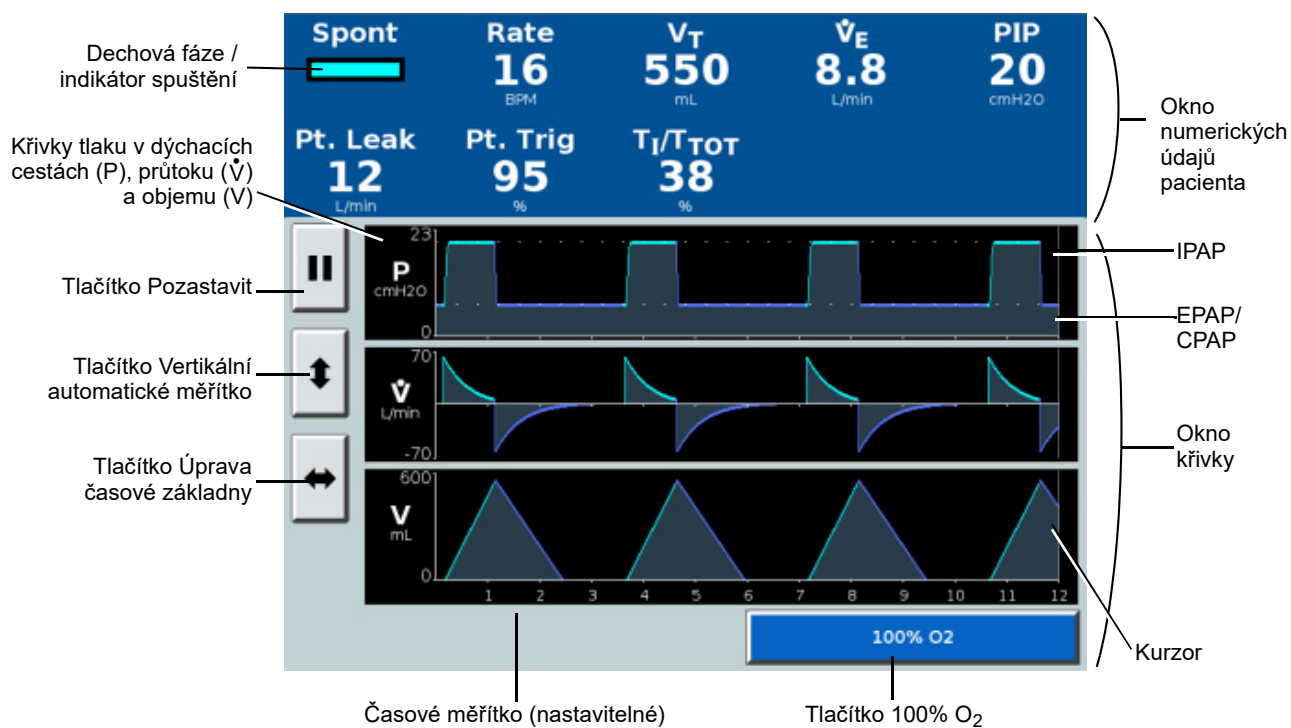 Dechová fáze /
indikátor spuštění
Křivky tlaku v dýchacích
cestách (P), průtoku (V̇)
a objemu (V)
Tlačítko Pozastavit
Tlačítko Vertikální
automatické měřítko
Tlačítko Úprava
časové základny
Spont Rate VT V̇E PIP
16 550 8.8 20
BPM mL L/min cmH2O
Pt. Leak Pt. Trig TI/TTOT
12 95 38
L/min % %
23
P
cmH2O
0
70
V̇
L/min
-70
600
V
mL
0
1 2 3 4 5 6 7 8 9 10 11 12
100% O2
Okno
numerických
údajů
pacienta
IPAP
EPAP/
CPAP
Okno
křivky
Kurzor
Časové měřítko (nastavitelné)
Tlačítko 100% O2